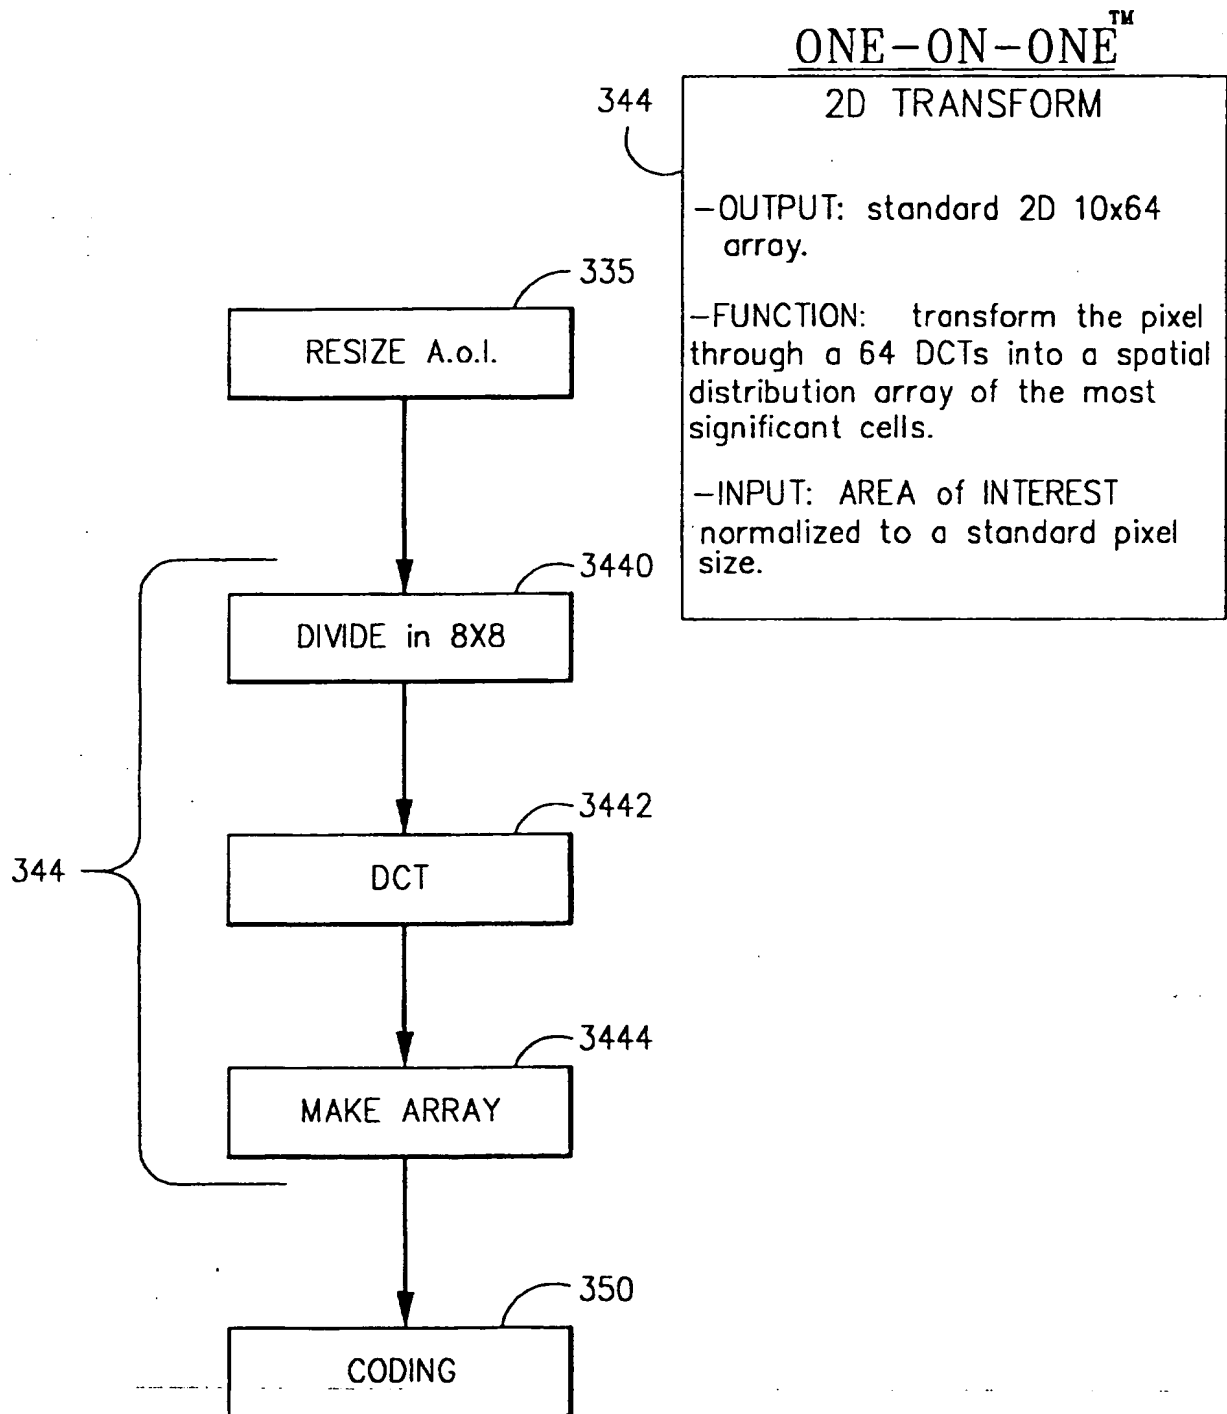 ONE-ON-ONE™
344
2D TRANSFORM
-OUTPUT: standard 2D 10x64
array.
-FUNCTION: transform the pixel
through a 64 DCTs into a spatial
distribution array of the most
significant cells.
-INPUT: AREA of INTEREST
normalized to a standard pixel
size.
335
RESIZE A.o.I.
3440
DIVIDE in 8X8
3442
DCT
344
3444
MAKE ARRAY
350
CODING